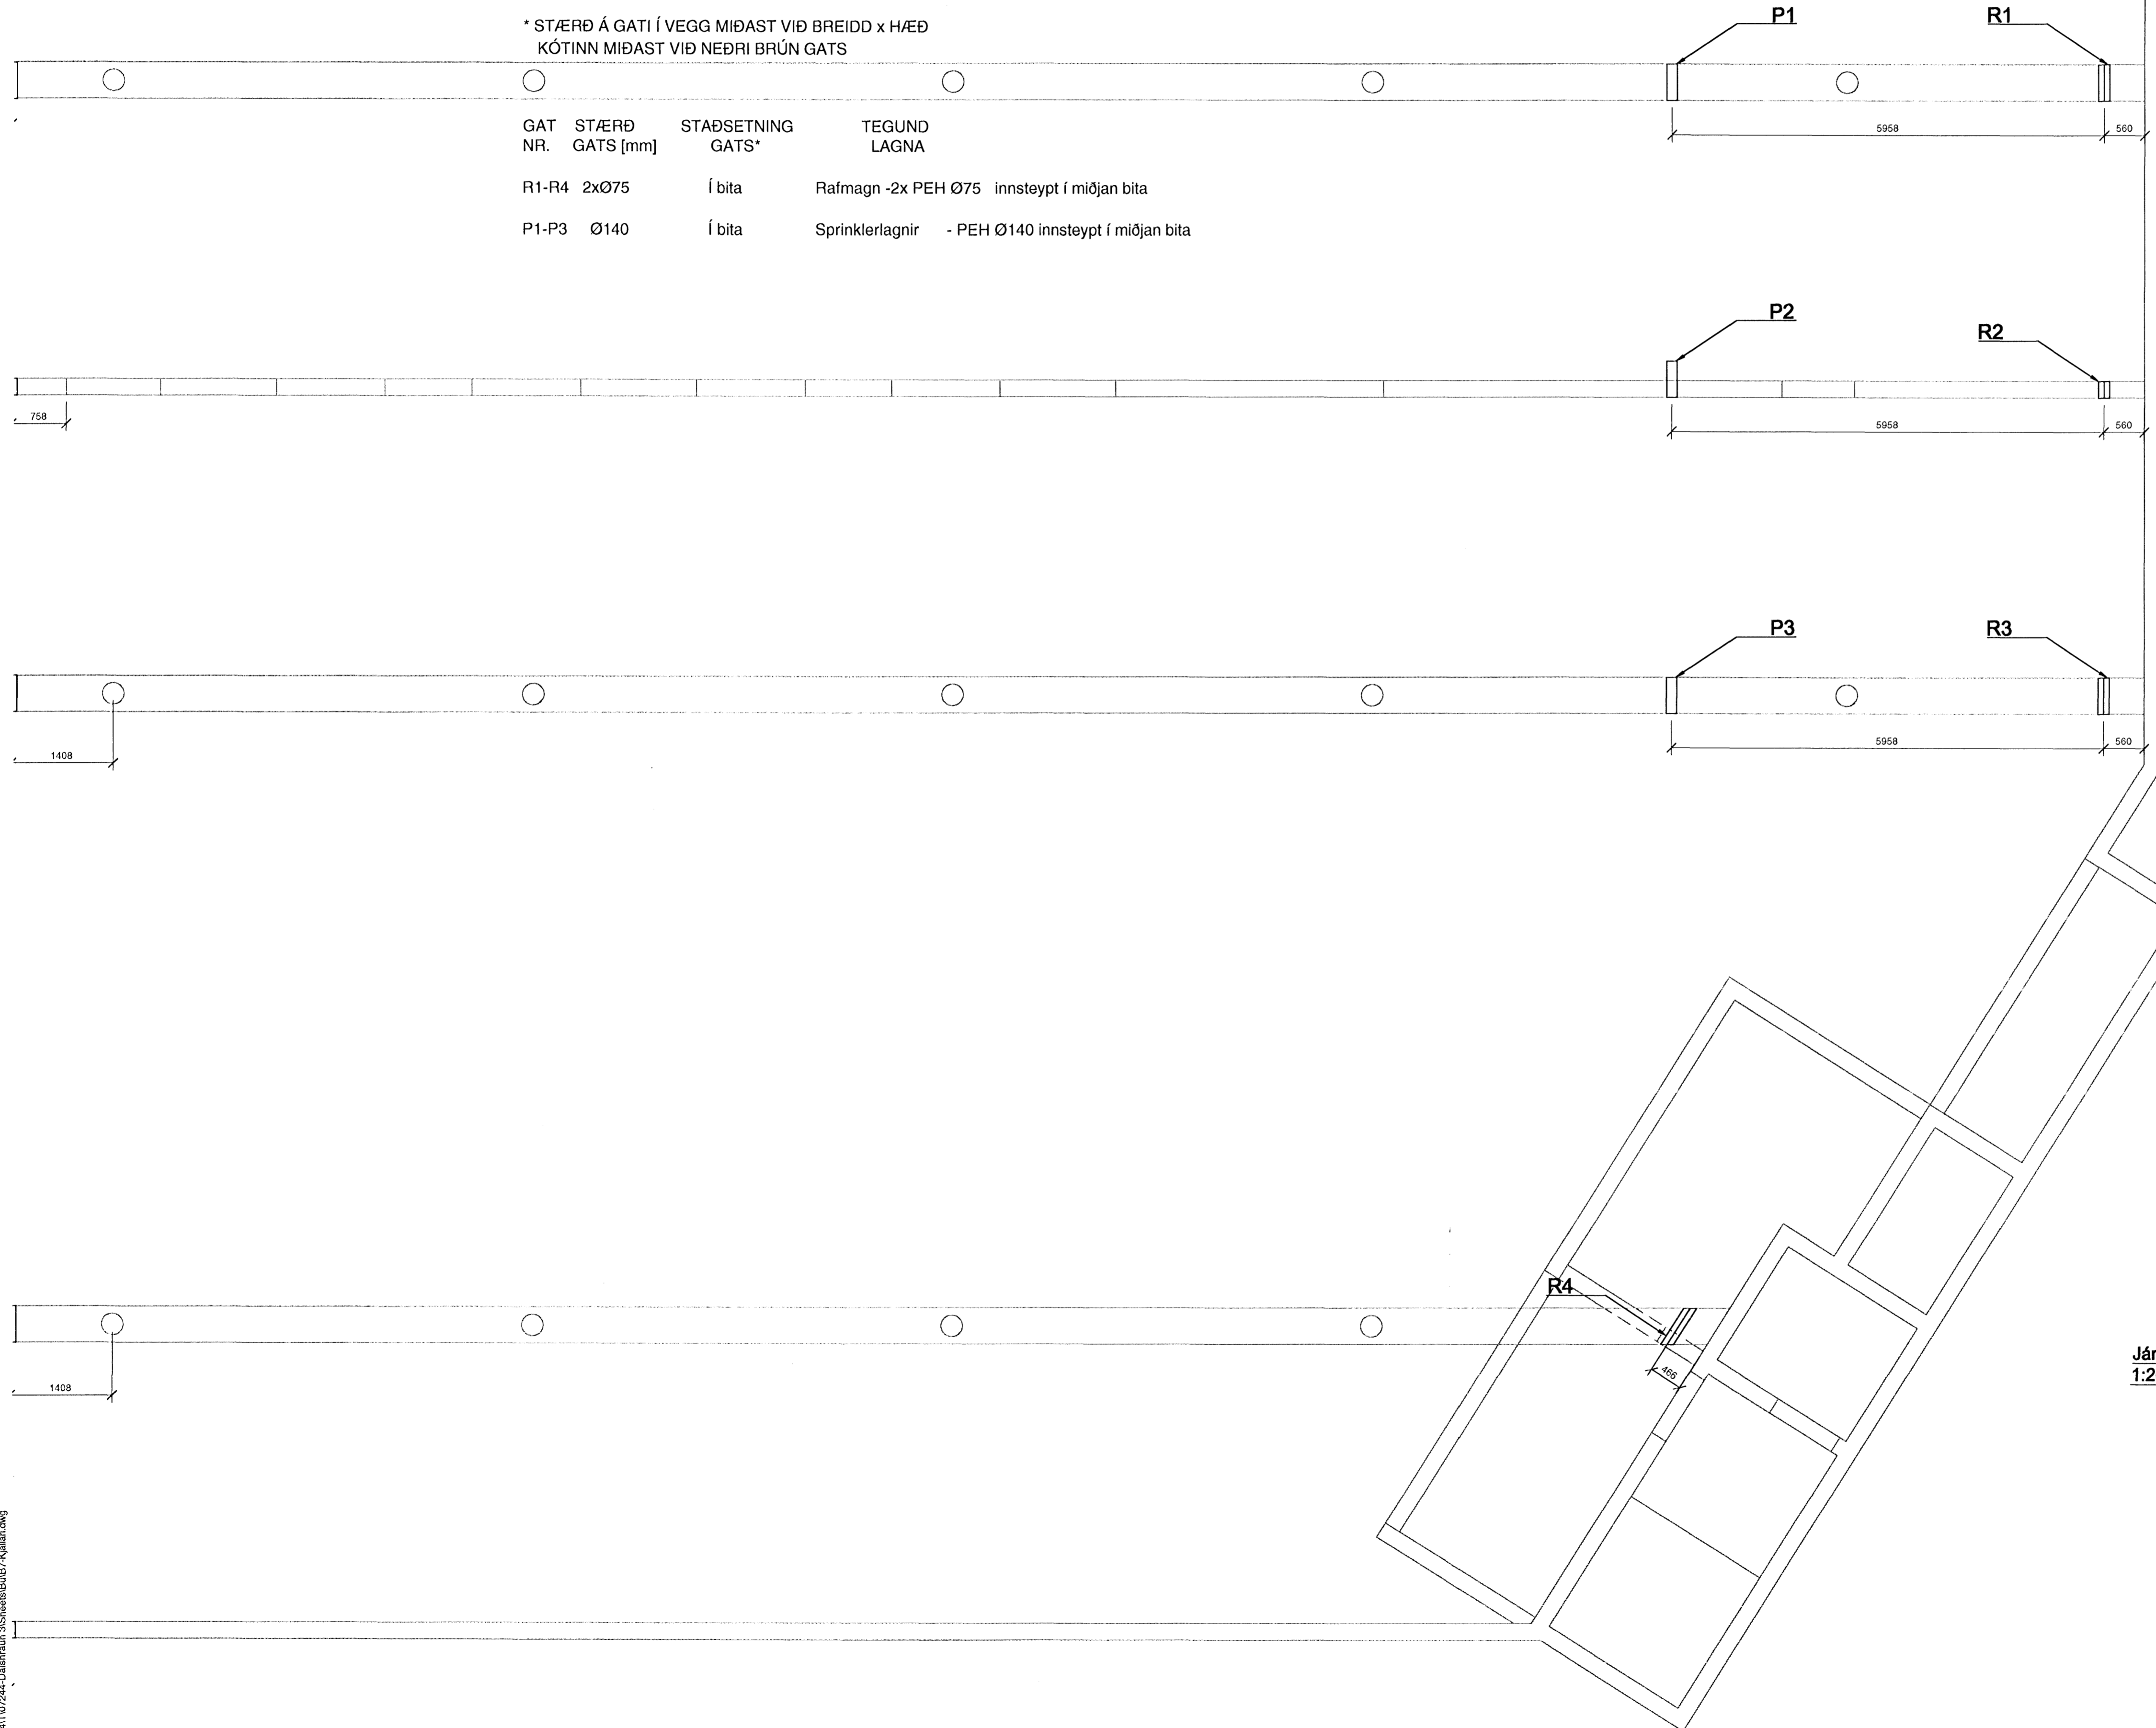 * STÆRÐ Á GATI Í VEGG MIÐAST VIÐ BREIDD x HÆÐ
KÓTINN MIÐAST VIÐ NEÐRI BRÚN GATS
P1
R1
5958
560
GAT STÆRÐ STAÐSETNING TEGUND
NR. GATS [mm] GATS* LAGNA
R1-R4 2xØ75 Í bita Rafmagn -2x PEH Ø75 innsteypt í miðjan bita
P1-P3 Ø140 Í bita Sprinklerlagnir - PEH Ø140 innsteypt í miðjan bita
P2
R2
758
5958
560
P3
R3
1408
5958
560
R4
466
1408
Jár
1:2